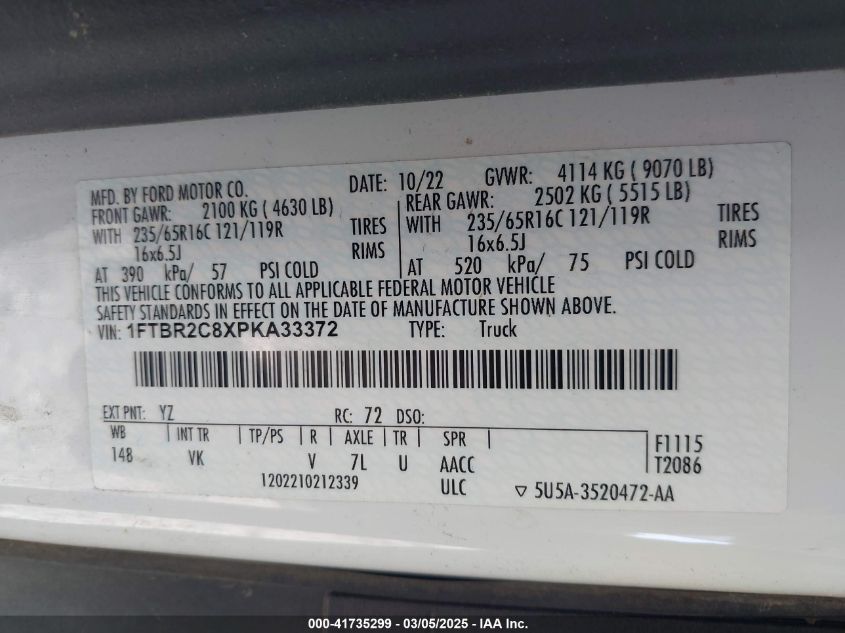 MFD. BY FORD MOTOR CO. DATE: 10/22 GVWR: 4114 KG ( 9070 LB)
FRONT GAWR: 2100 KG ( 4630 LB) REAR GAWR: 2502 KG ( 5515 LB)
WITH 235/65R16C 121/119R TIRES WITH 235/65R16C 121/119R TIRES
16x6.5J RIMS 16x6.5J RIMS
AT 390 kPa/ 57 PSI COLD AT 520 kPa/ 75 PSI COLD
THIS VEHICLE CONFORMS TO ALL APPLICABLE FEDERAL MOTOR VEHICLE
SAFETY STANDARDS IN EFFECT ON THE DATE OF MANUFACTURE SHOWN ABOVE.
VIN: 1FTBR2C8XPKA33372 TYPE: Truck
EXT PNT: YZ RC: 72 DSO:
WB INT TR TP/PS R AXLE TR SPR F1115
148 VK V 7L U AACC T2086
1202210212339 ULC ▽ 5U5A-3520472-AA
000-41735299 - 03/05/2025 - IAA Inc.